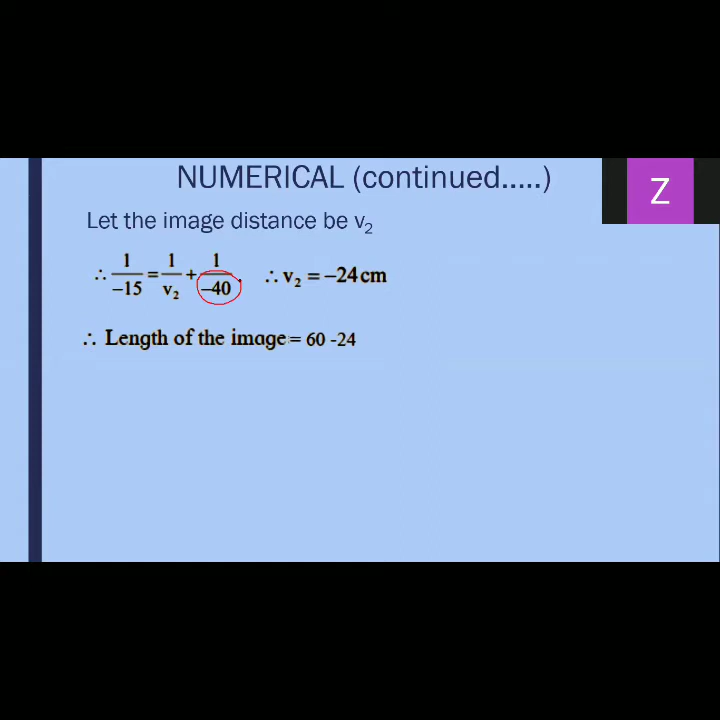 NUMERICAL (continued.....)
Z
Let the image distance be v₂
∴ 1/−15 = 1/v₂ + 1/−40, ∴ v₂ = −24 cm
∴ Length of the image = 60 -24